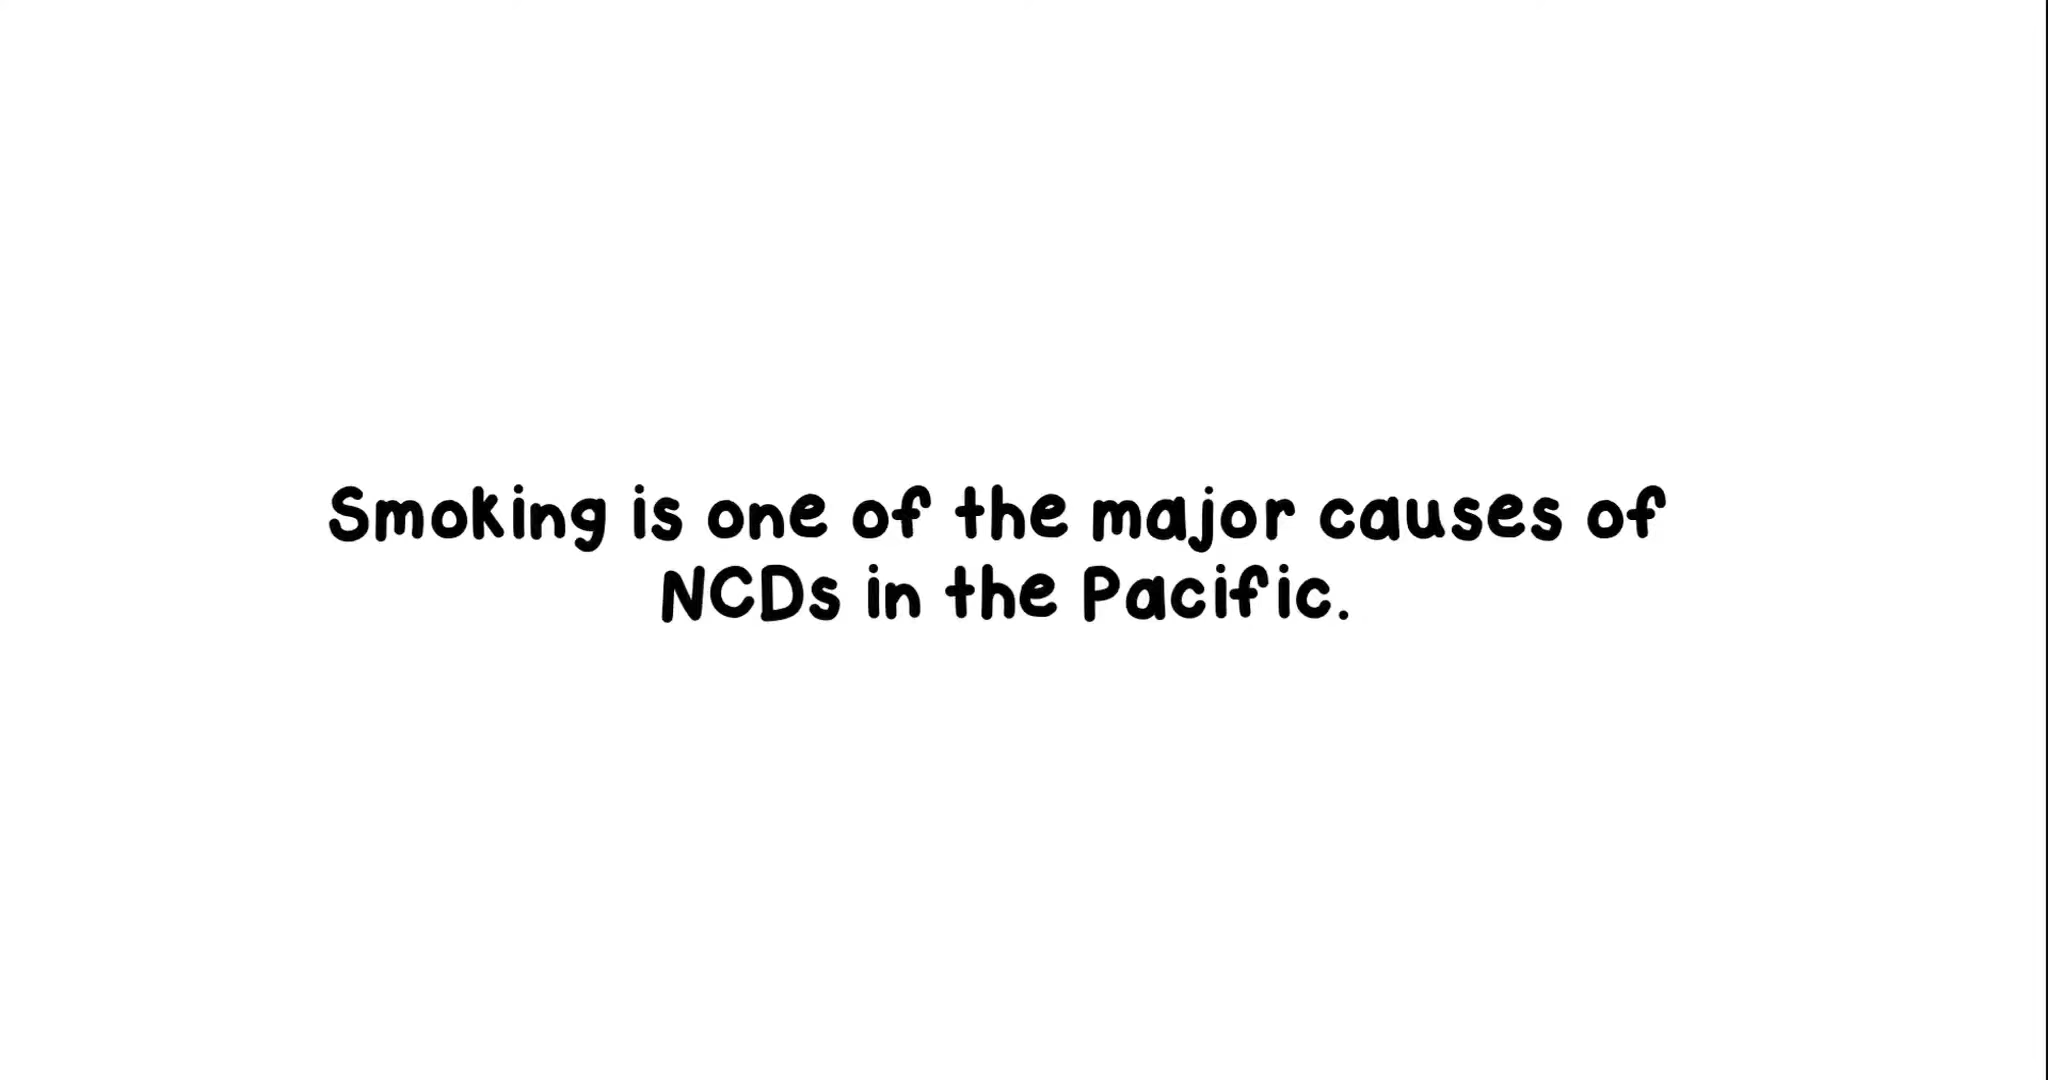 Smoking is one of the major causes of
NCDs in the Pacific.